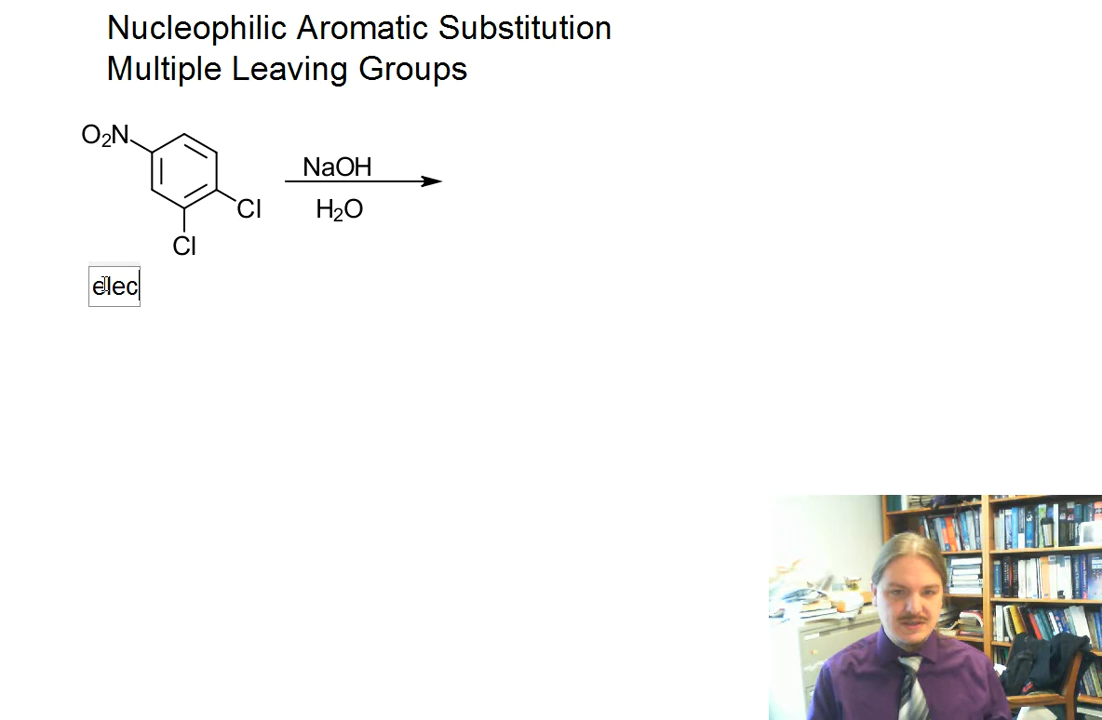 Nucleophilic Aromatic Substitution
Multiple Leaving Groups
O₂N
NaOH
Cl
H₂O
Cl
elec